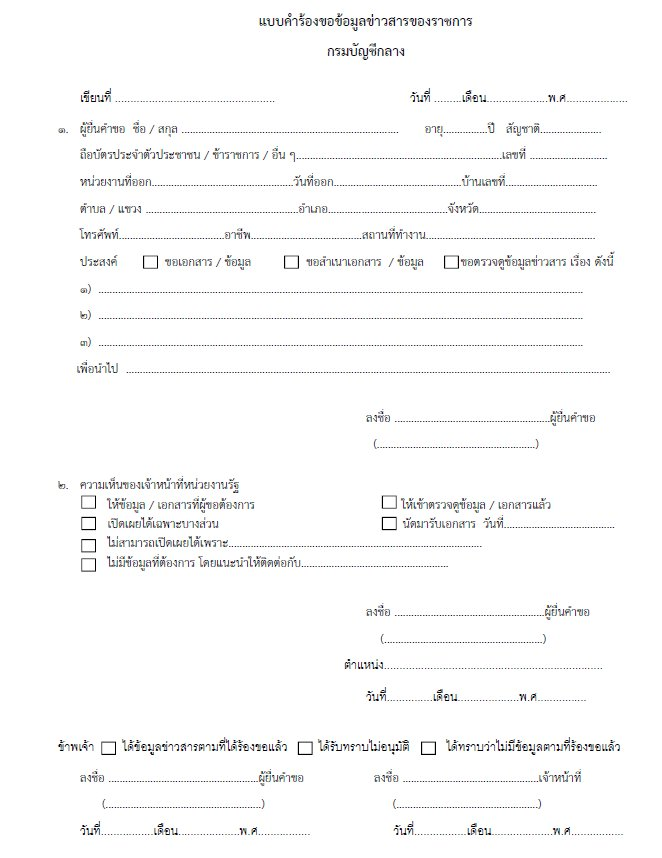 แบบคำร้องขอข้อมูลข่าวสารของราชการ
กรมบัญชีกลาง
เขียนที่ ..................................................... วันที่ .........เดือน....................พ.ศ.....................
๑. ผู้ยื่นคำขอ ชื่อ / สกุล ........................................................................ อายุ...............ปี สัญชาติ.....................
ถือบัตรประจำตัวประชาชน / ข้าราชการ / อื่น ๆ.....................................................................เลขที่ ..........................
หน่วยงานที่ออก...............................................วันที่ออก...........................................บ้านเลขที่..............................
ตำบล / แขวง ...................................................อำเภอ........................................จังหวัด.......................................
โทรศัพท์...................................อาชีพ.....................................สถานที่ทำงาน.........................................................
ประสงค์ ☐ ขอเอกสาร / ข้อมูล ☐ ขอสำเนาเอกสาร / ข้อมูล ☐ ขอตรวจดูข้อมูลข่าวสาร เรื่อง ดังนี้
๑) ..................................................................................................................................................................
๒) ..................................................................................................................................................................
๓) ..................................................................................................................................................................
เพื่อนำไป ..................................................................................................................................................................
ลงชื่อ ....................................................ผู้ยื่นคำขอ
(.....................................................)
๒. ความเห็นของเจ้าหน้าที่หน่วยงานรัฐ
☐ ให้ข้อมูล / เอกสารที่ผู้ขอต้องการ ☐ ให้เข้าตรวจดูข้อมูล / เอกสารแล้ว
☐ เปิดเผยได้เฉพาะบางส่วน ☐ นัดมารับเอกสาร วันที่.....................................
☐ ไม่สามารถเปิดเผยได้เพราะ.....................................................................................
☐ ไม่มีข้อมูลที่ต้องการ โดยแนะนำให้ติดต่อกับ.................................................
ลงชื่อ ..................................................ผู้ยื่นคำขอ
(.....................................................)
ตำแหน่ง.........................................................................
วันที่...............เดือน....................พ.ศ.................
ข้าพเจ้า ☐ ได้ข้อมูลข่าวสารตามที่ได้ร้องขอแล้ว ☐ ได้รับทราบไม่อนุมัติ ☐ ได้ทราบว่าไม่มีข้อมูลตามที่ร้องขอแล้ว
ลงชื่อ ..................................................ผู้ยื่นคำขอ ลงชื่อ .............................................เจ้าหน้าที่
(....................................................) (................................................)
วันที่..................เดือน....................พ.ศ.................. วันที่.................เดือน....................พ.ศ..................